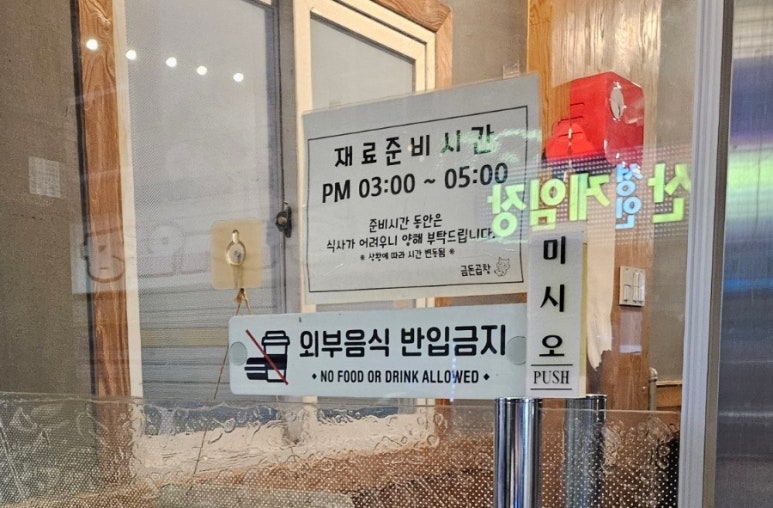 재료준비시간
PM 03:00 ~ 05:00
준비시간 동안은
식사가 어려우니 양해 부탁드립니다
* 상황에 따라 시간 변동됨 *
금돈곱창
외부음식 반입금지
• NO FOOD OR DRINK ALLOWED •
미시오
PUSH
게임장